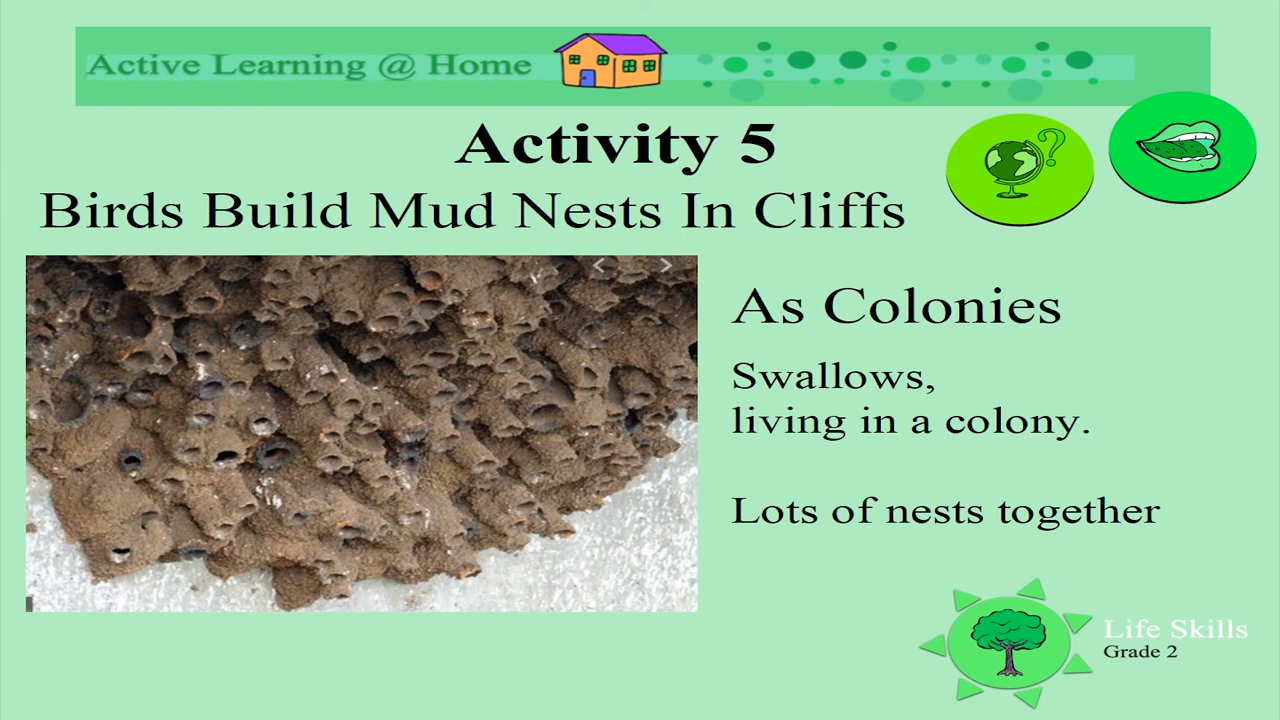 Active Learning @ Home
Activity 5
Birds Build Mud Nests In Cliffs
As Colonies
Swallows,
living in a colony.
Lots of nests together
Life Skills
Grade 2